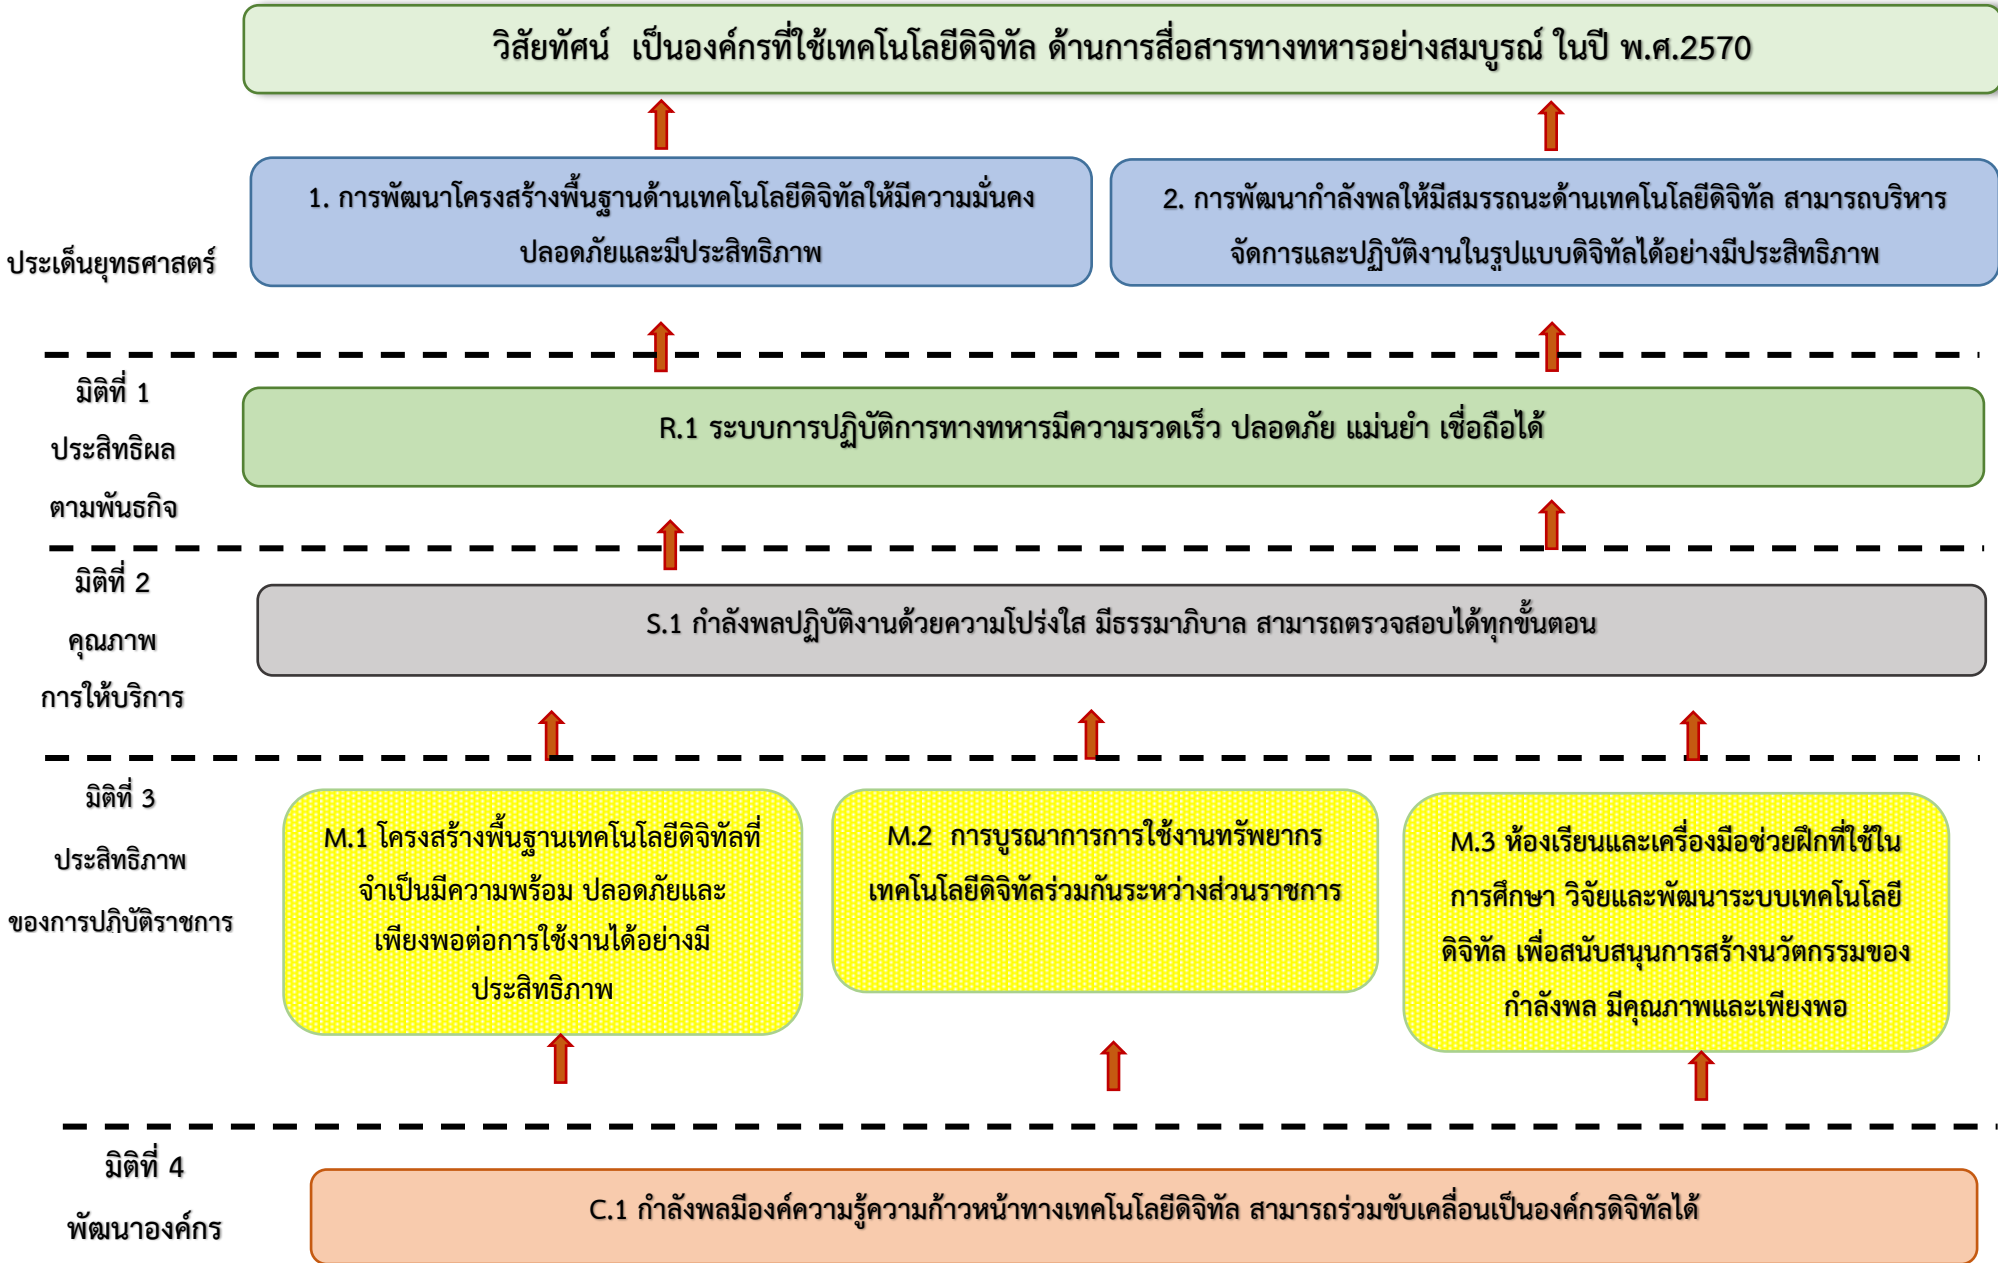 วิสัยทัศน์ เป็นองค์กรที่ใช้เทคโนโลยีดิจิทัล ด้านการสื่อสารทางทหารอย่างสมบูรณ์ ในปี พ.ศ.2570
ประเด็นยุทธศาสตร์
1. การพัฒนาโครงสร้างพื้นฐานด้านเทคโนโลยีดิจิทัลให้มีความมั่นคง
ปลอดภัยและมีประสิทธิภาพ
2. การพัฒนากำลังพลให้มีสมรรถนะด้านเทคโนโลยีดิจิทัล สามารถบริหาร
จัดการและปฏิบัติงานในรูปแบบดิจิทัลได้อย่างมีประสิทธิภาพ
มิติที่ 1
ประสิทธิผล
ตามพันธกิจ
R.1 ระบบการปฏิบัติการทางทหารมีความรวดเร็ว ปลอดภัย แม่นยำ เชื่อถือได้
มิติที่ 2
คุณภาพ
การให้บริการ
S.1 กำลังพลปฏิบัติงานด้วยความโปร่งใส มีธรรมาภิบาล สามารถตรวจสอบได้ทุกขั้นตอน
มิติที่ 3
ประสิทธิภาพ
ของการปฏิบัติราชการ
M.1 โครงสร้างพื้นฐานเทคโนโลยีดิจิทัลที่
จำเป็นมีความพร้อม ปลอดภัยและ
เพียงพอต่อการใช้งานได้อย่างมี
ประสิทธิภาพ
M.2 การบูรณาการการใช้งานทรัพยากร
เทคโนโลยีดิจิทัลร่วมกันระหว่างส่วนราชการ
M.3 ห้องเรียนและเครื่องมือช่วยฝึกที่ใช้ใน
การศึกษา วิจัยและพัฒนาระบบเทคโนโลยี
ดิจิทัล เพื่อสนับสนุนการสร้างนวัตกรรมของ
กำลังพล มีคุณภาพและเพียงพอ
มิติที่ 4
พัฒนาองค์กร
C.1 กำลังพลมีองค์ความรู้ความก้าวหน้าทางเทคโนโลยีดิจิทัล สามารถร่วมขับเคลื่อนเป็นองค์กรดิจิทัลได้